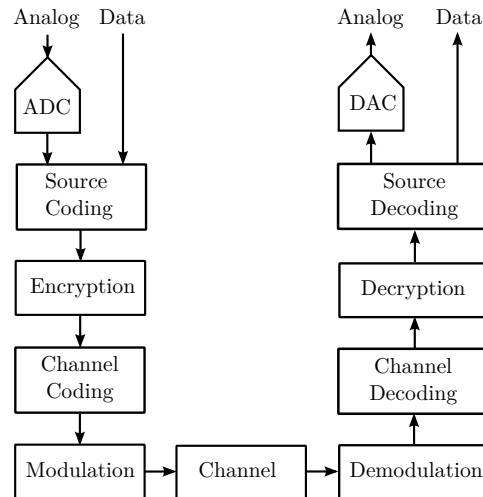 Analog Data
ADC
Source
Coding
Encryption
Channel
Coding
Modulation
Channel
Analog Data
DAC
Source
Decoding
Decryption
Channel
Decoding
Demodulation